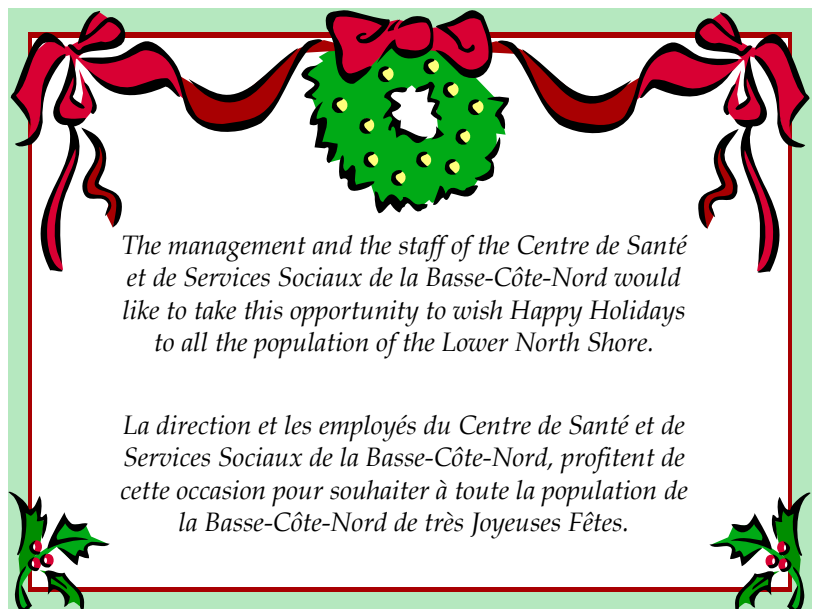 The management and the staff of the Centre de Santé
et de Services Sociaux de la Basse-Côte-Nord would
like to take this opportunity to wish Happy Holidays
to all the population of the Lower North Shore.
La direction et les employés du Centre de Santé et de
Services Sociaux de la Basse-Côte-Nord, profitent de
cette occasion pour souhaiter à toute la population de
la Basse-Côte-Nord de très Joyeuses Fêtes.